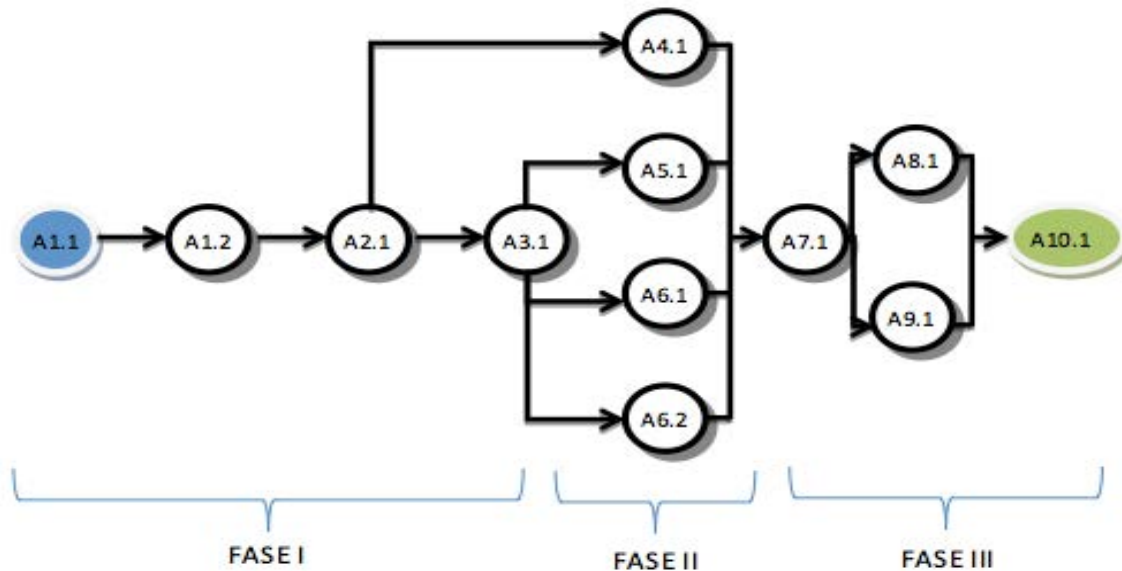 A4.1
A5.1
A8.1
A1.1
A1.2
A2.1
A3.1
A7.1
A10.1
A6.1
A9.1
A6.2
FASE I
FASE II
FASE III